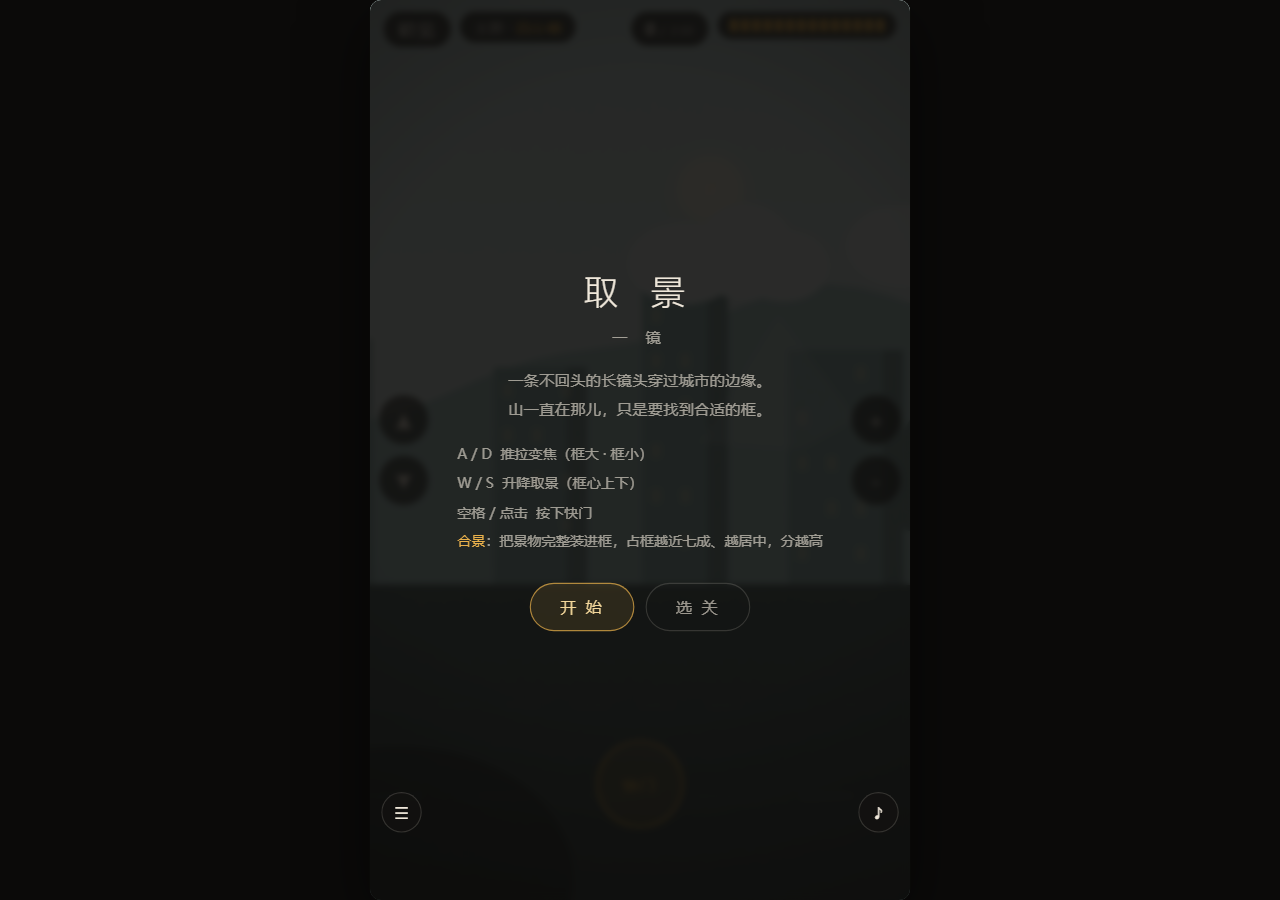 取 景
一 镜
一条不回头的长镜头穿过城市的边缘。
山一直在那儿，只是要找到合适的框。
A / D 推拉变焦（框大 · 框小）
W / S 升降取景（框心上下）
空格 / 点击 按下快门
合景：把景物完整装进框，占框越近七成、越居中，分越高
开 始
选 关